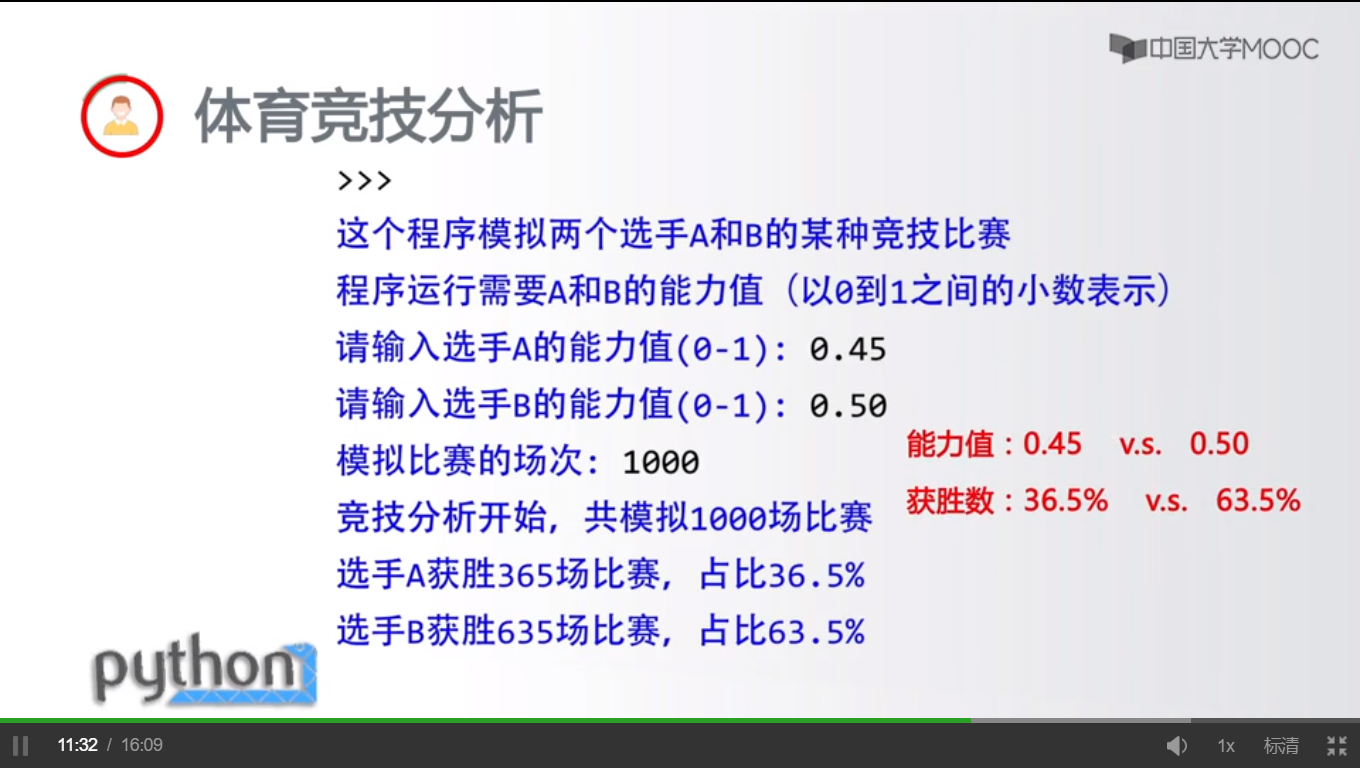 中国大学MOOC
体育竞技分析
>>>
这个程序模拟两个选手A和B的某种竞技比赛
程序运行需要A和B的能力值（以0到1之间的小数表示）
请输入选手A的能力值(0-1): 0.45
请输入选手B的能力值(0-1): 0.50
模拟比赛的场次: 1000
竞技分析开始, 共模拟1000场比赛
选手A获胜365场比赛, 占比36.5%
选手B获胜635场比赛, 占比63.5%
能力值：0.45 v.s. 0.50
获胜数：36.5% v.s. 63.5%
python
11:32 / 16:09
1x 标清